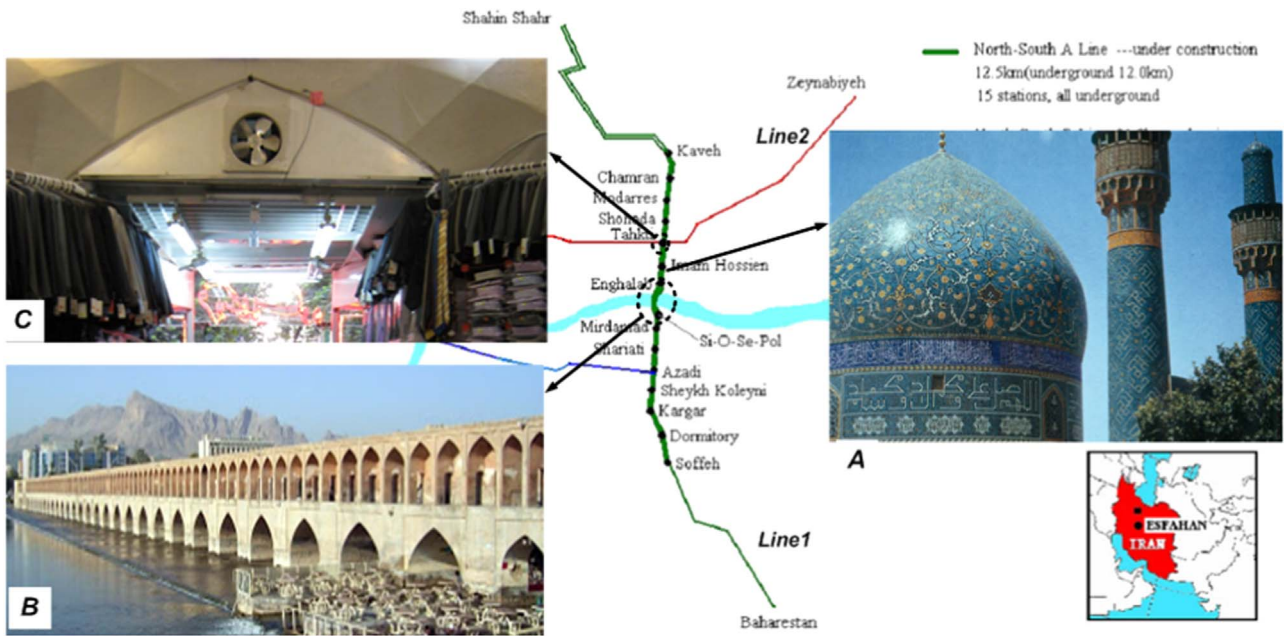 Shahin Shahr
North-South A Line ---under construction
12.5km(underground 12.0km)
15 stations, all underground
Zeynabiyeh
Line2
Kaveh
Chamran
Modarres
Shohada
Takhti
Imam Hossien
Enghalab
C
Mirdamad
Si-O-Se-Pol
Shariati
Azadi
Sheykh Koleyni
Kargar
Dormitory
Soffeh
A
ESFAHAN
IRAN
Line1
B
Baharestan